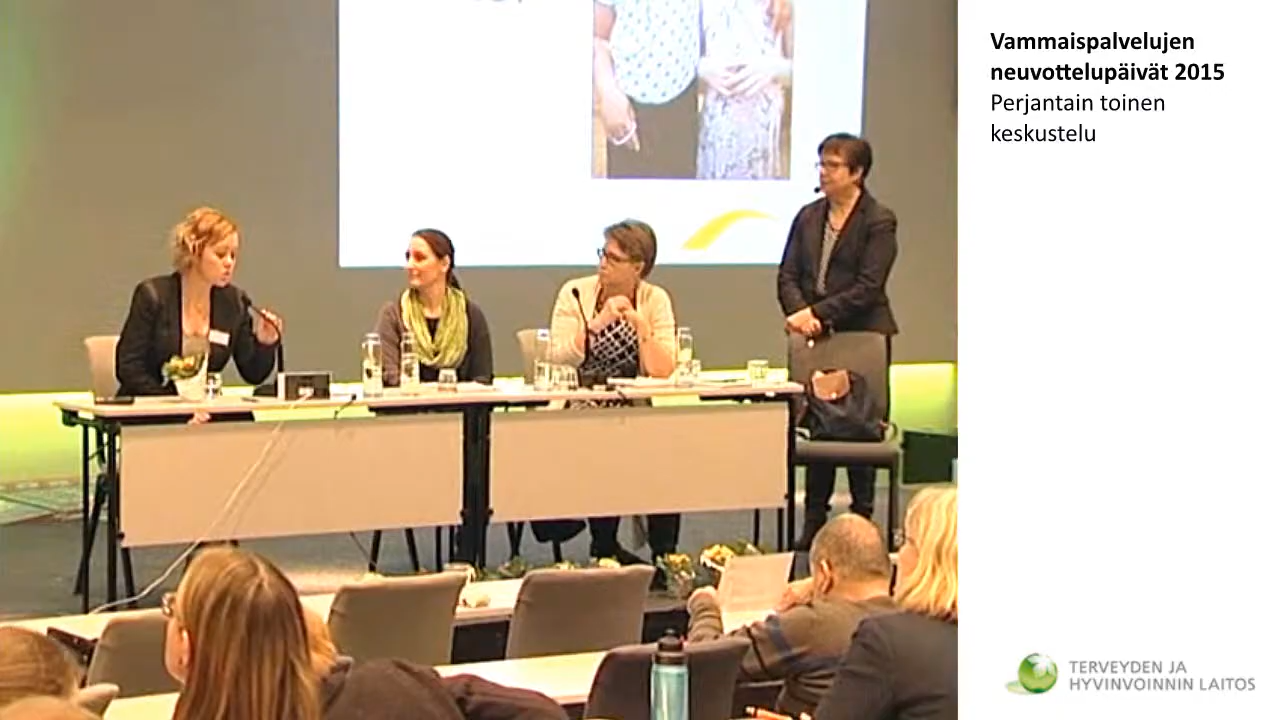 Vammaispalvelujen
neuvottelupäivät 2015
Perjantain toinen
keskustelu
TERVEYDEN JA
HYVINVOINNIN LAITOS